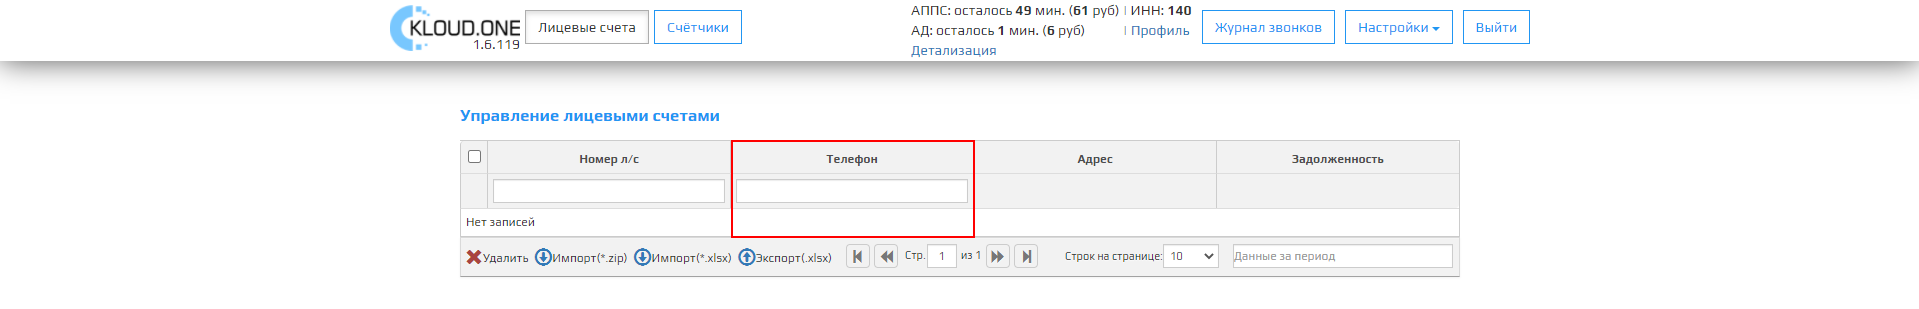 KLOUD.ONE
1.6.119
Лицевые счета
Счётчики
АППС: осталось 49 мин. (61 руб) | ИНН: 140
АД: осталось 1 мин. (6 руб) | Профиль
Детализация
Журнал звонков
Настройки
Выйти
Управление лицевыми счетами
Номер л/с Телефон Адрес Задолженность
Нет записей
Удалить Импорт(*.zip) Импорт(*.xlsx) Экспорт(.xlsx) Стр. 1 из 1 Строк на странице: 10 Данные за период